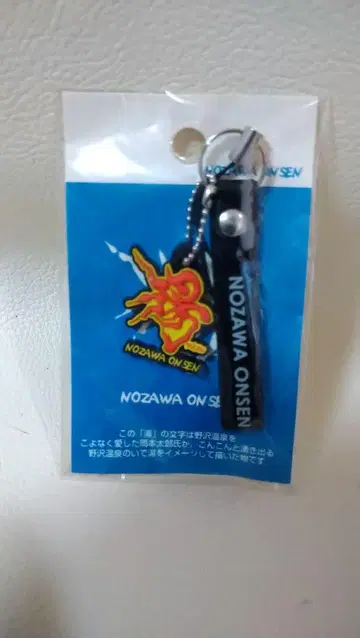 NOZAWA ONSEN
湯
NOZAWA ONSEN
NOZAWA ONSEN
NOZAWA ONSE
この「湯」の文字は野沢温泉を
こよなく愛した岡本太郎氏が、こんこんと湧き出る
野沢温泉のいで湯をイメージして描いた物です